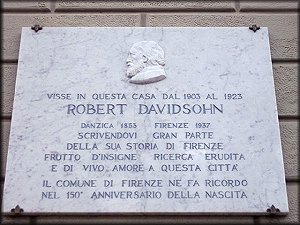 VISSE IN QUESTA CASA DAL 1903 AL 1923
ROBERT DAVIDSOHN
DANZICA 1853 FIRENZE 1937
SCRIVENDOVI GRAN PARTE
DELLA SUA STORIA DI FIRENZE
FRUTTO D'INSIGNE RICERCA ERUDITA
E DI VIVO AMORE A QUESTA CITTÀ
IL COMUNE DI FIRENZE NE FA RICORDO
NEL 150° ANNIVERSARIO DELLA NASCITA